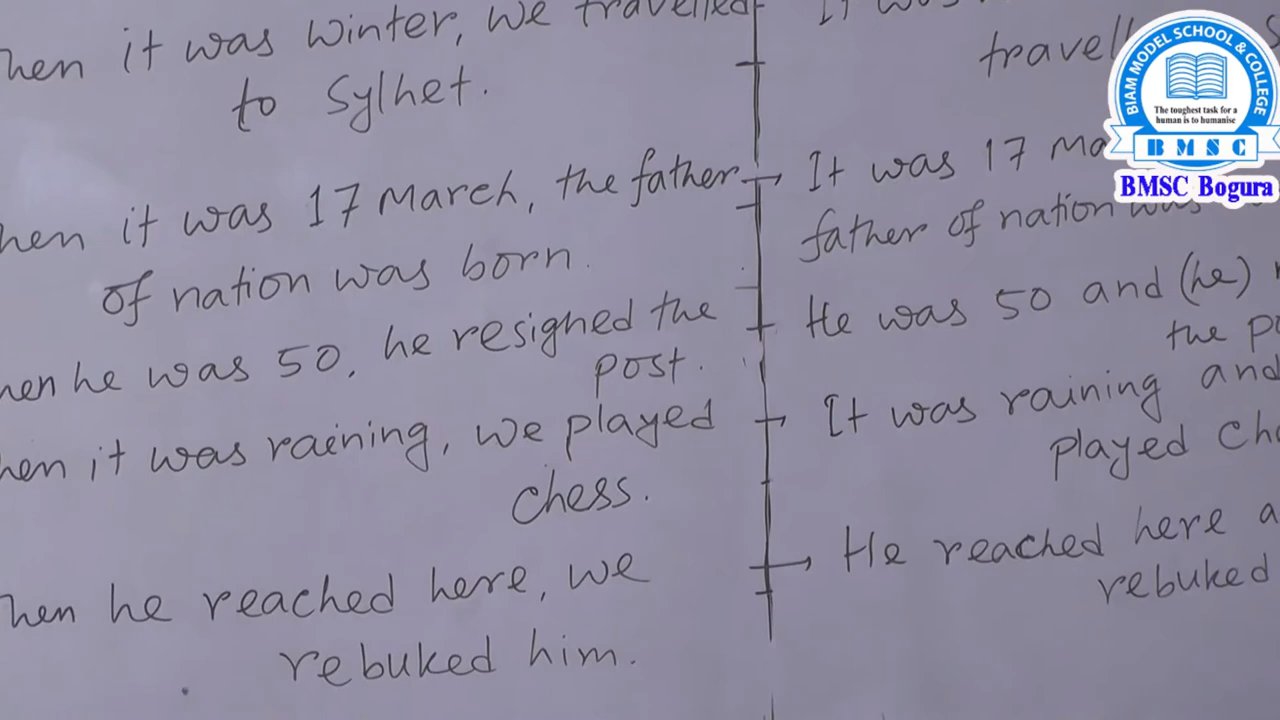 hen it was winter, we travelled
to Sylhet.
hen it was 17 March, the father
of nation was born.
hen he was 50, he resigned the
post.
hen it was raining, we played
chess.
hen he reached here, we
rebuked him.
It was
travell
It was 17 Ma
father of nation was
He was 50 and (he)
the p
It was raining and
played Che
He reached here a
rebuked
BIAM MODEL SCHOOL & COLLEGE
The toughest task for a
human is to humanise
BMSC
BMSC Bogura